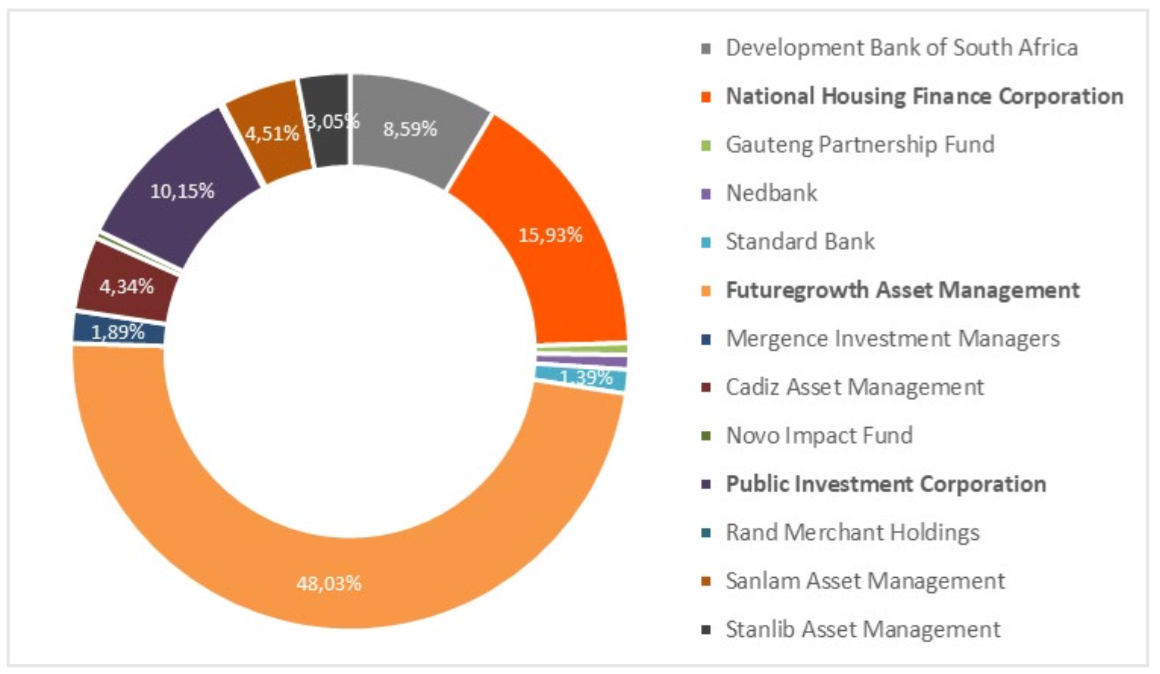 Development Bank of South Africa
National Housing Finance Corporation
Gauteng Partnership Fund
Nedbank
Standard Bank
Futuregrowth Asset Management
Mergence Investment Managers
Cadiz Asset Management
Novo Impact Fund
Public Investment Corporation
Rand Merchant Holdings
Sanlam Asset Management
Stanlib Asset Management
8,59%
15,93%
1,39%
48,03%
1,89%
4,34%
10,15%
4,51%
3,05%